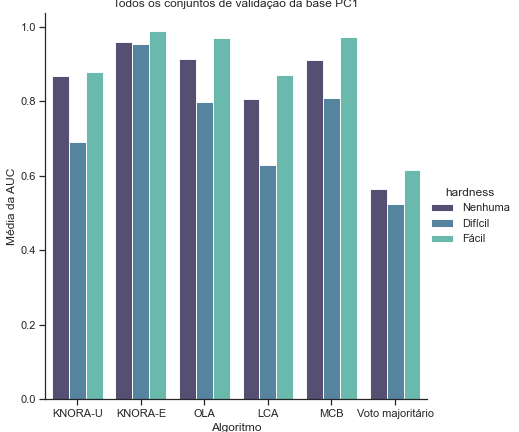 Todos os conjuntos de validação da base PC1
1.0
0.8
0.6
0.4
0.2
0.0
Média da AUC
KNORA-U KNORA-E OLA LCA MCB Voto majoritário
Algoritmo
hardness
Nenhuma
Difícil
Fácil